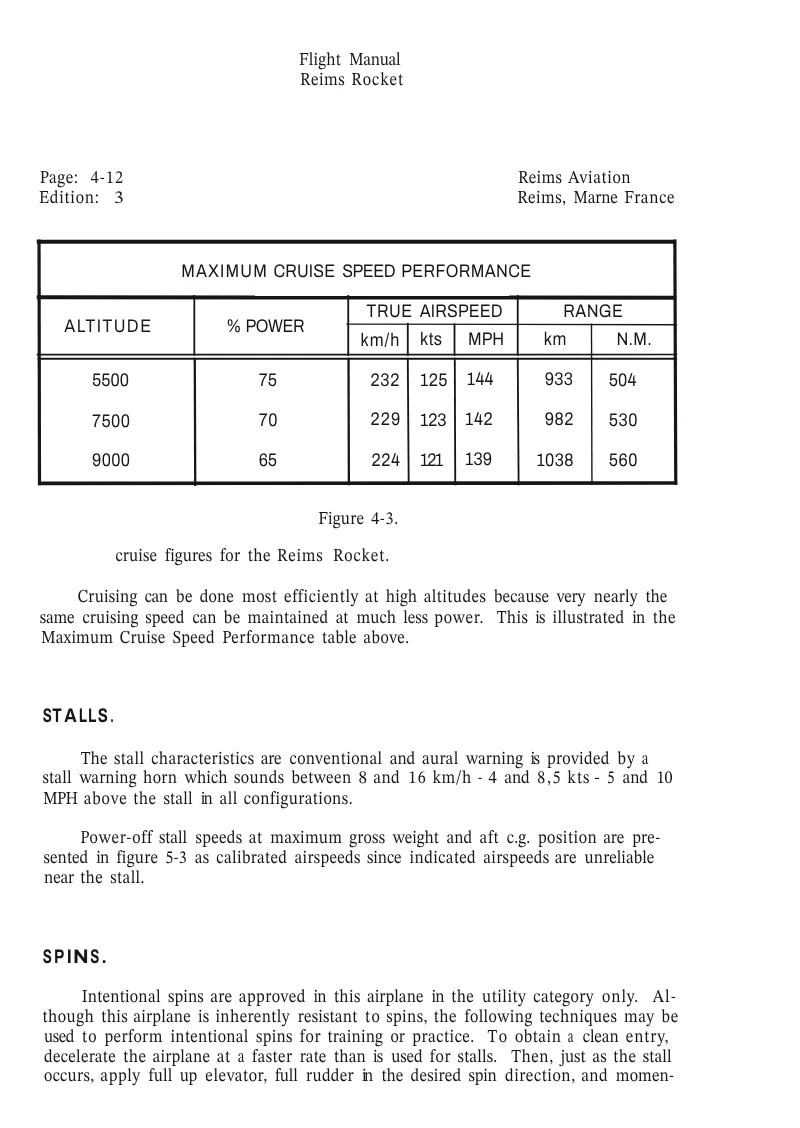 Flight Manual
Reims Rocket
Page: 4-12
Edition: 3
Reims Aviation
Reims, Marne France
MAXIMUM CRUISE SPEED PERFORMANCE
ALTITUDE % POWER TRUE AIRSPEED RANGE
km/h kts MPH km N.M.
5500 75 232 125 144 933 504
7500 70 229 123 142 982 530
9000 65 224 121 139 1038 560
Figure 4-3.
cruise figures for the Reims Rocket.
Cruising can be done most efficiently at high altitudes because very nearly the
same cruising speed can be maintained at much less power. This is illustrated in the
Maximum Cruise Speed Performance table above.
STALLS.
The stall characteristics are conventional and aural warning is provided by a
stall warning horn which sounds between 8 and 16 km/h - 4 and 8,5 kts - 5 and 10
MPH above the stall in all configurations.
Power-off stall speeds at maximum gross weight and aft c.g. position are pre-
sented in figure 5-3 as calibrated airspeeds since indicated airspeeds are unreliable
near the stall.
SPINS.
Intentional spins are approved in this airplane in the utility category only. Al-
though this airplane is inherently resistant to spins, the following techniques may be
used to perform intentional spins for training or practice. To obtain a clean entry,
decelerate the airplane at a faster rate than is used for stalls. Then, just as the stall
occurs, apply full up elevator, full rudder in the desired spin direction, and momen-